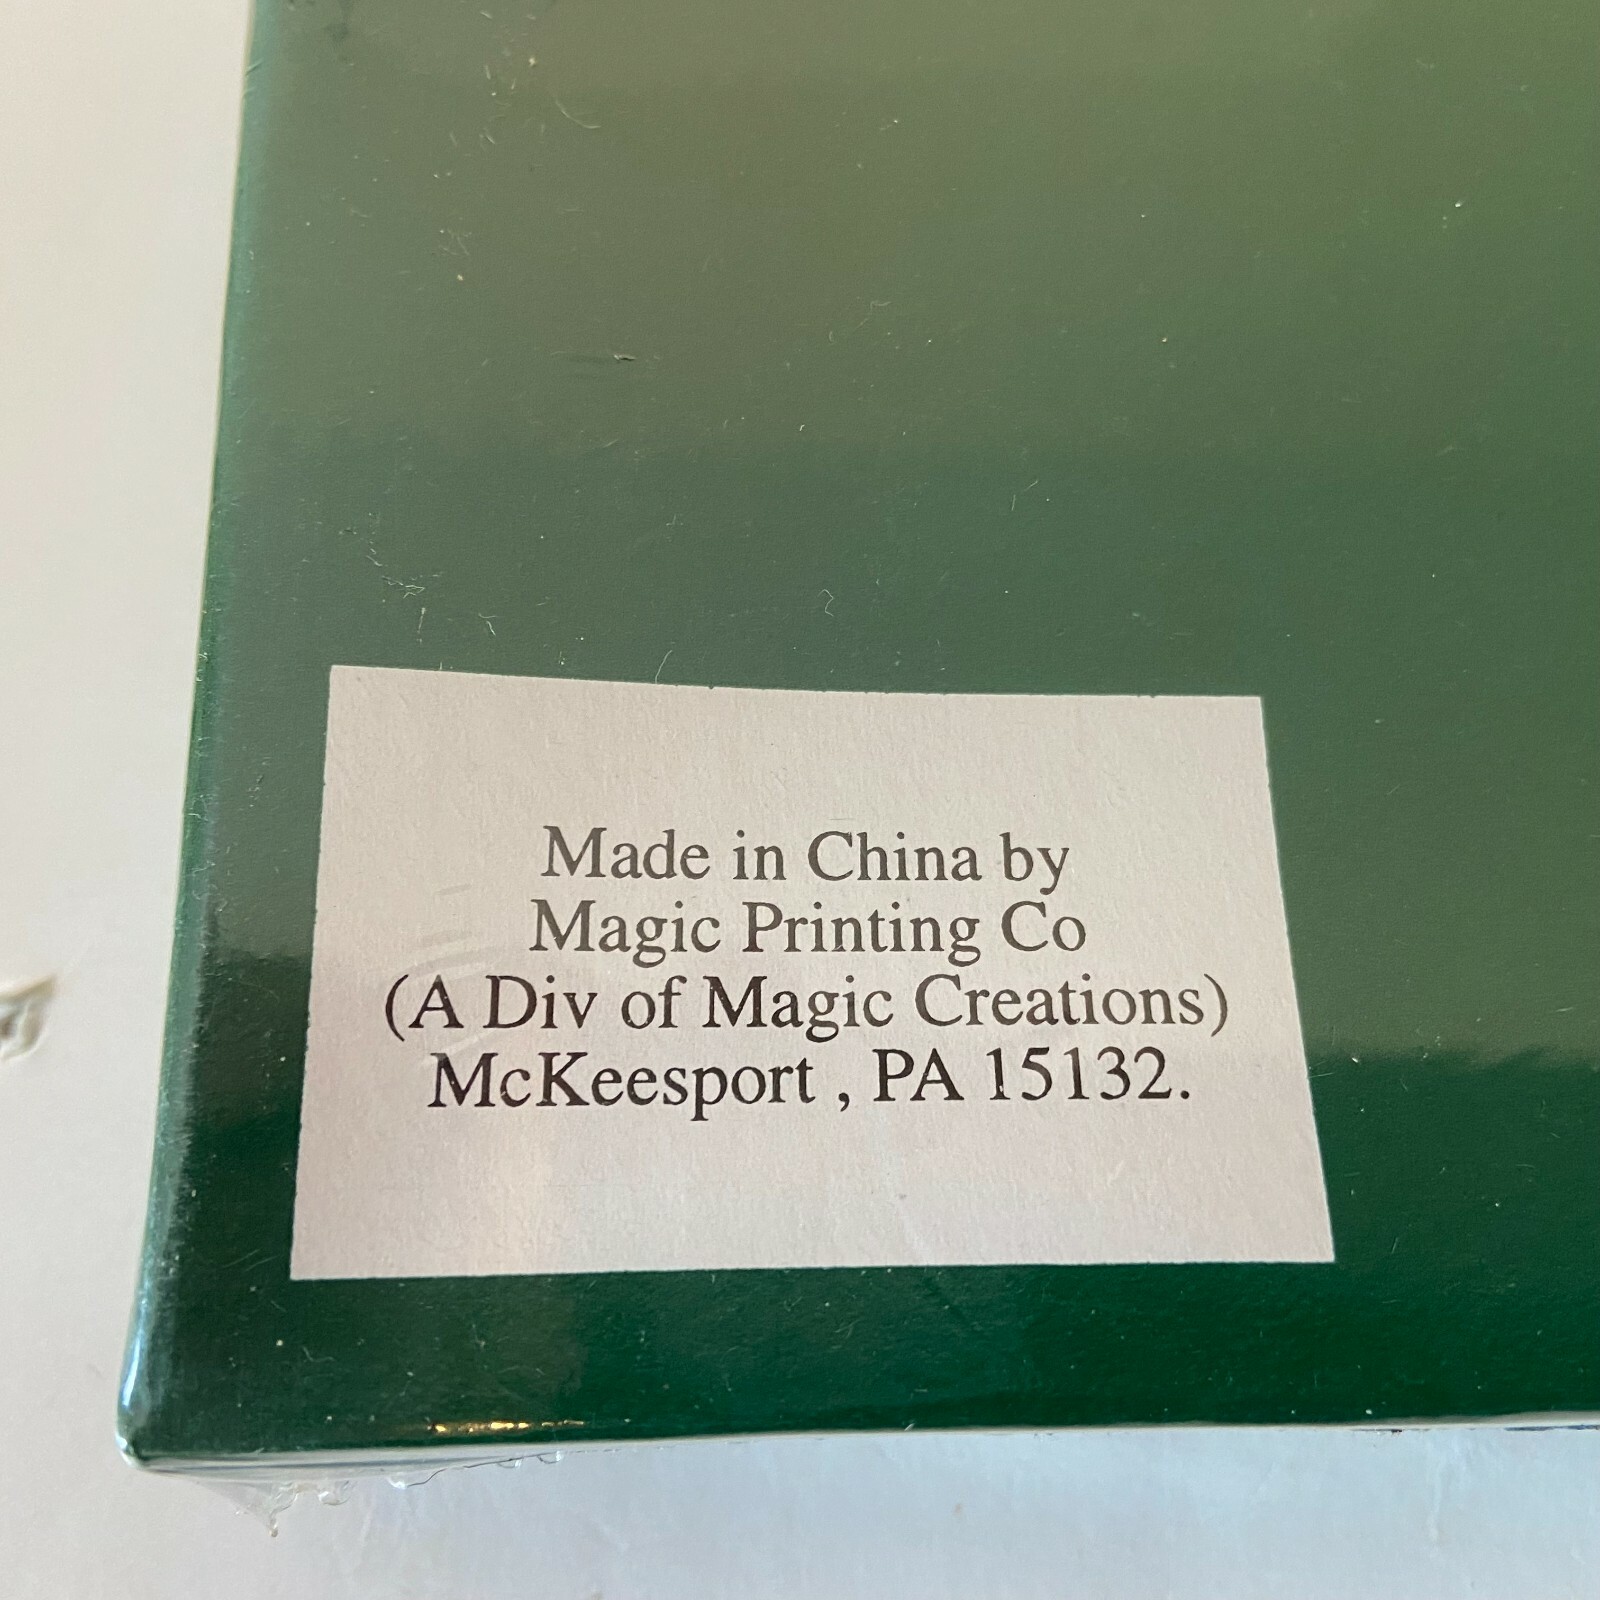 Made in China by
Magic Printing Co
(A Div of Magic Creations)
McKeesport , PA 15132.